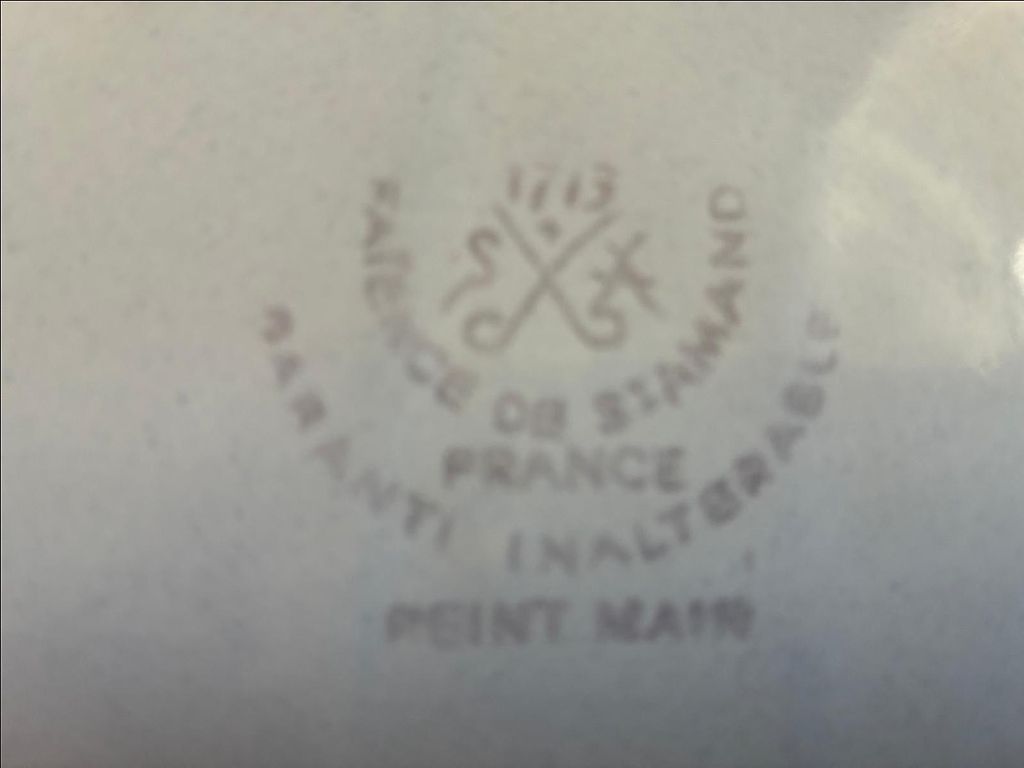 1713
S A
FAIENCE DE ST AMAND
FRANCE
GARANTI INALTERABLE
PEINT MAIN